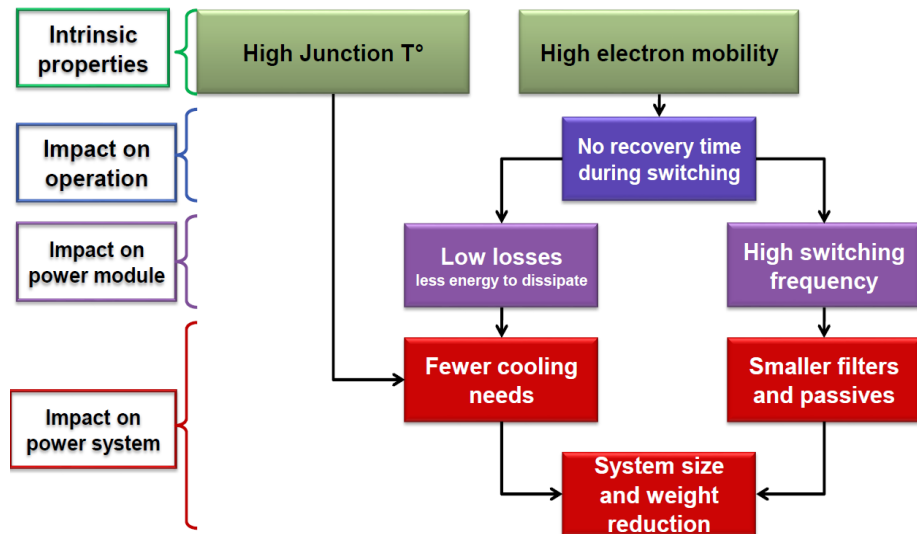 Intrinsic
properties
High Junction T°
High electron mobility
Impact on
operation
No recovery time
during switching
Impact on
power module
Low losses
less energy to dissipate
High switching
frequency
Impact on
power system
Fewer cooling
needs
Smaller filters
and passives
System size
and weight
reduction